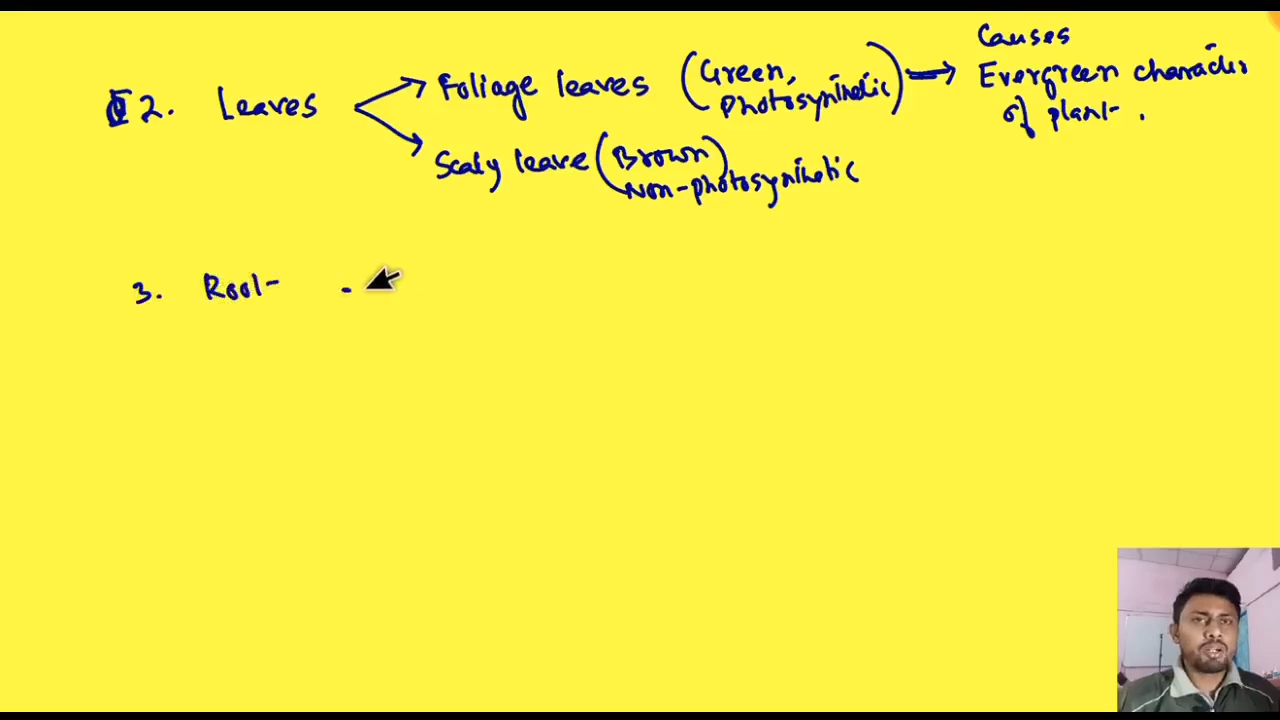 2. Leaves
Foliage leaves (Green,
Photosynthetic)
Causes
Evergreen character
of plant.
Scaly leave (Brown)
Non-photosynthetic
3. Root -